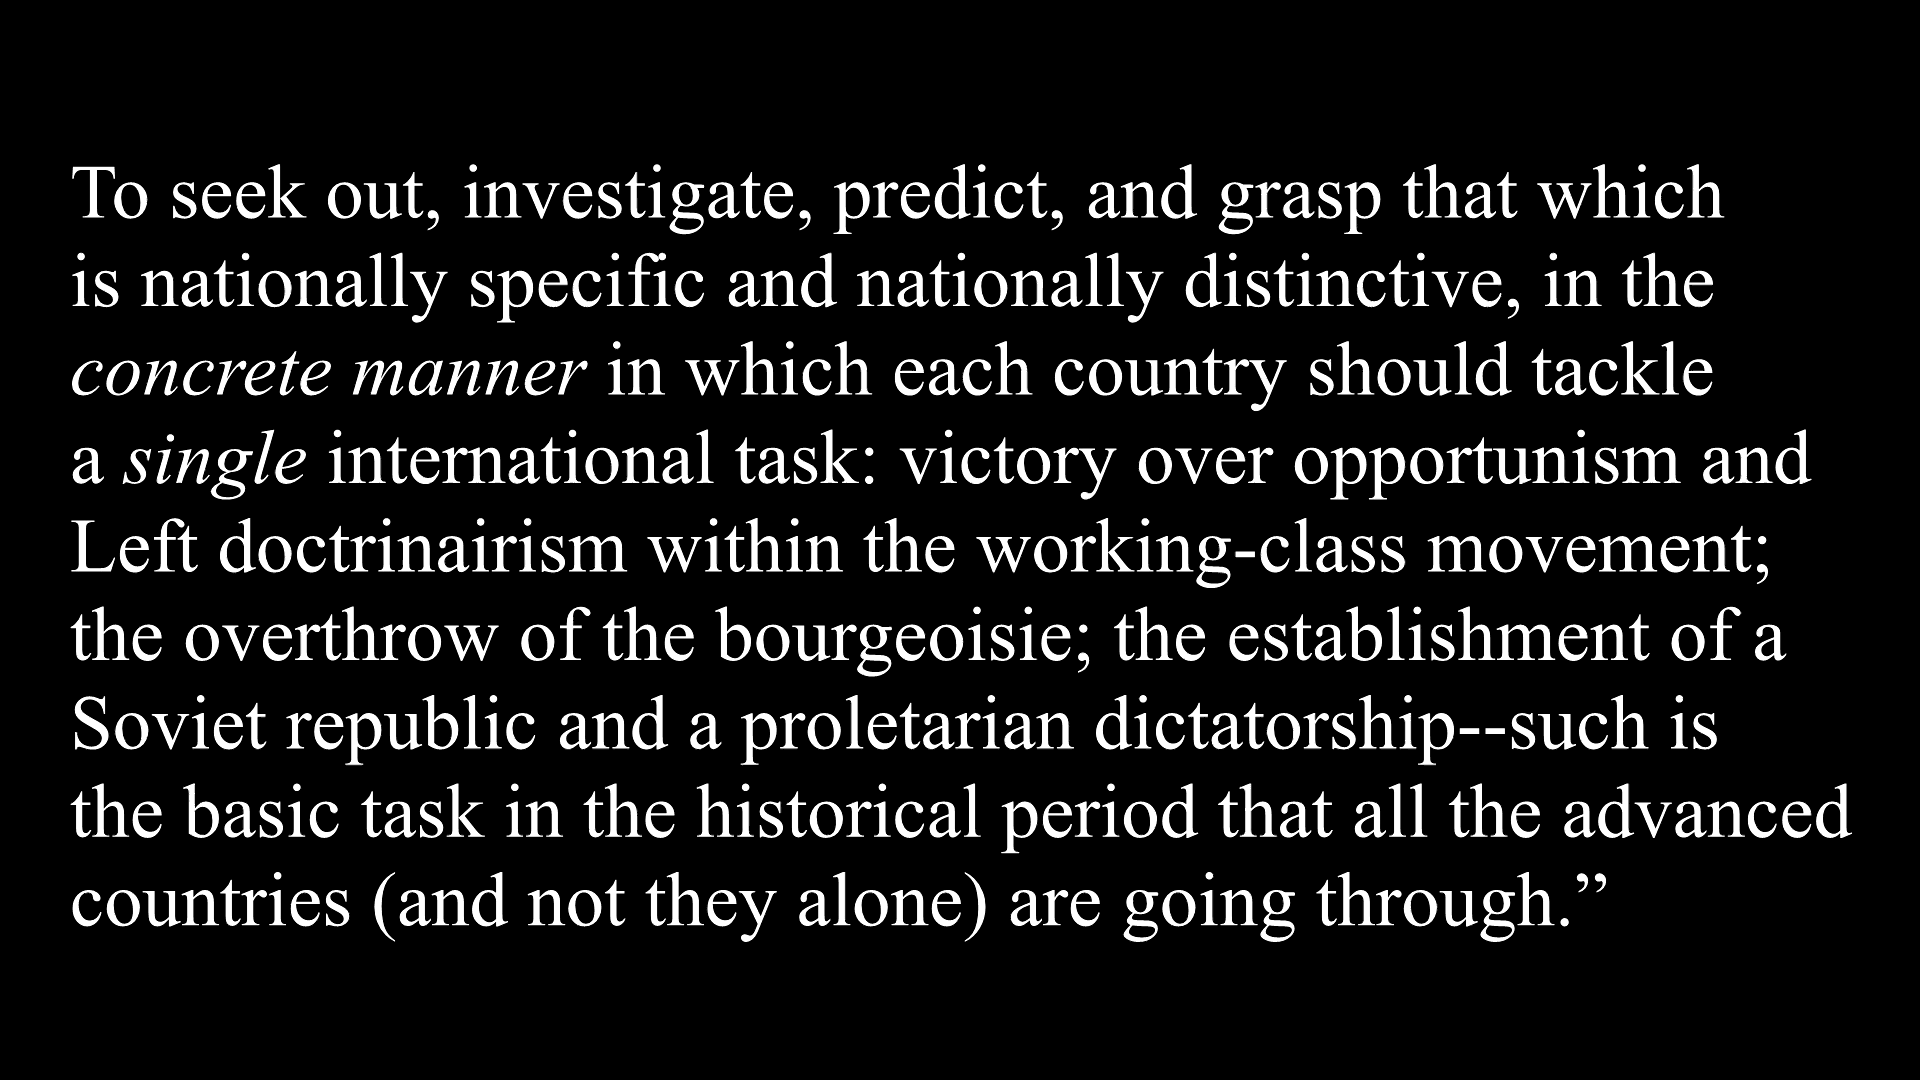 To seek out, investigate, predict, and grasp that which
is nationally specific and nationally distinctive, in the
concrete manner in which each country should tackle
a single international task: victory over opportunism and
Left doctrinairism within the working-class movement;
the overthrow of the bourgeoisie; the establishment of a
Soviet republic and a proletarian dictatorship--such is
the basic task in the historical period that all the advanced
countries (and not they alone) are going through.”